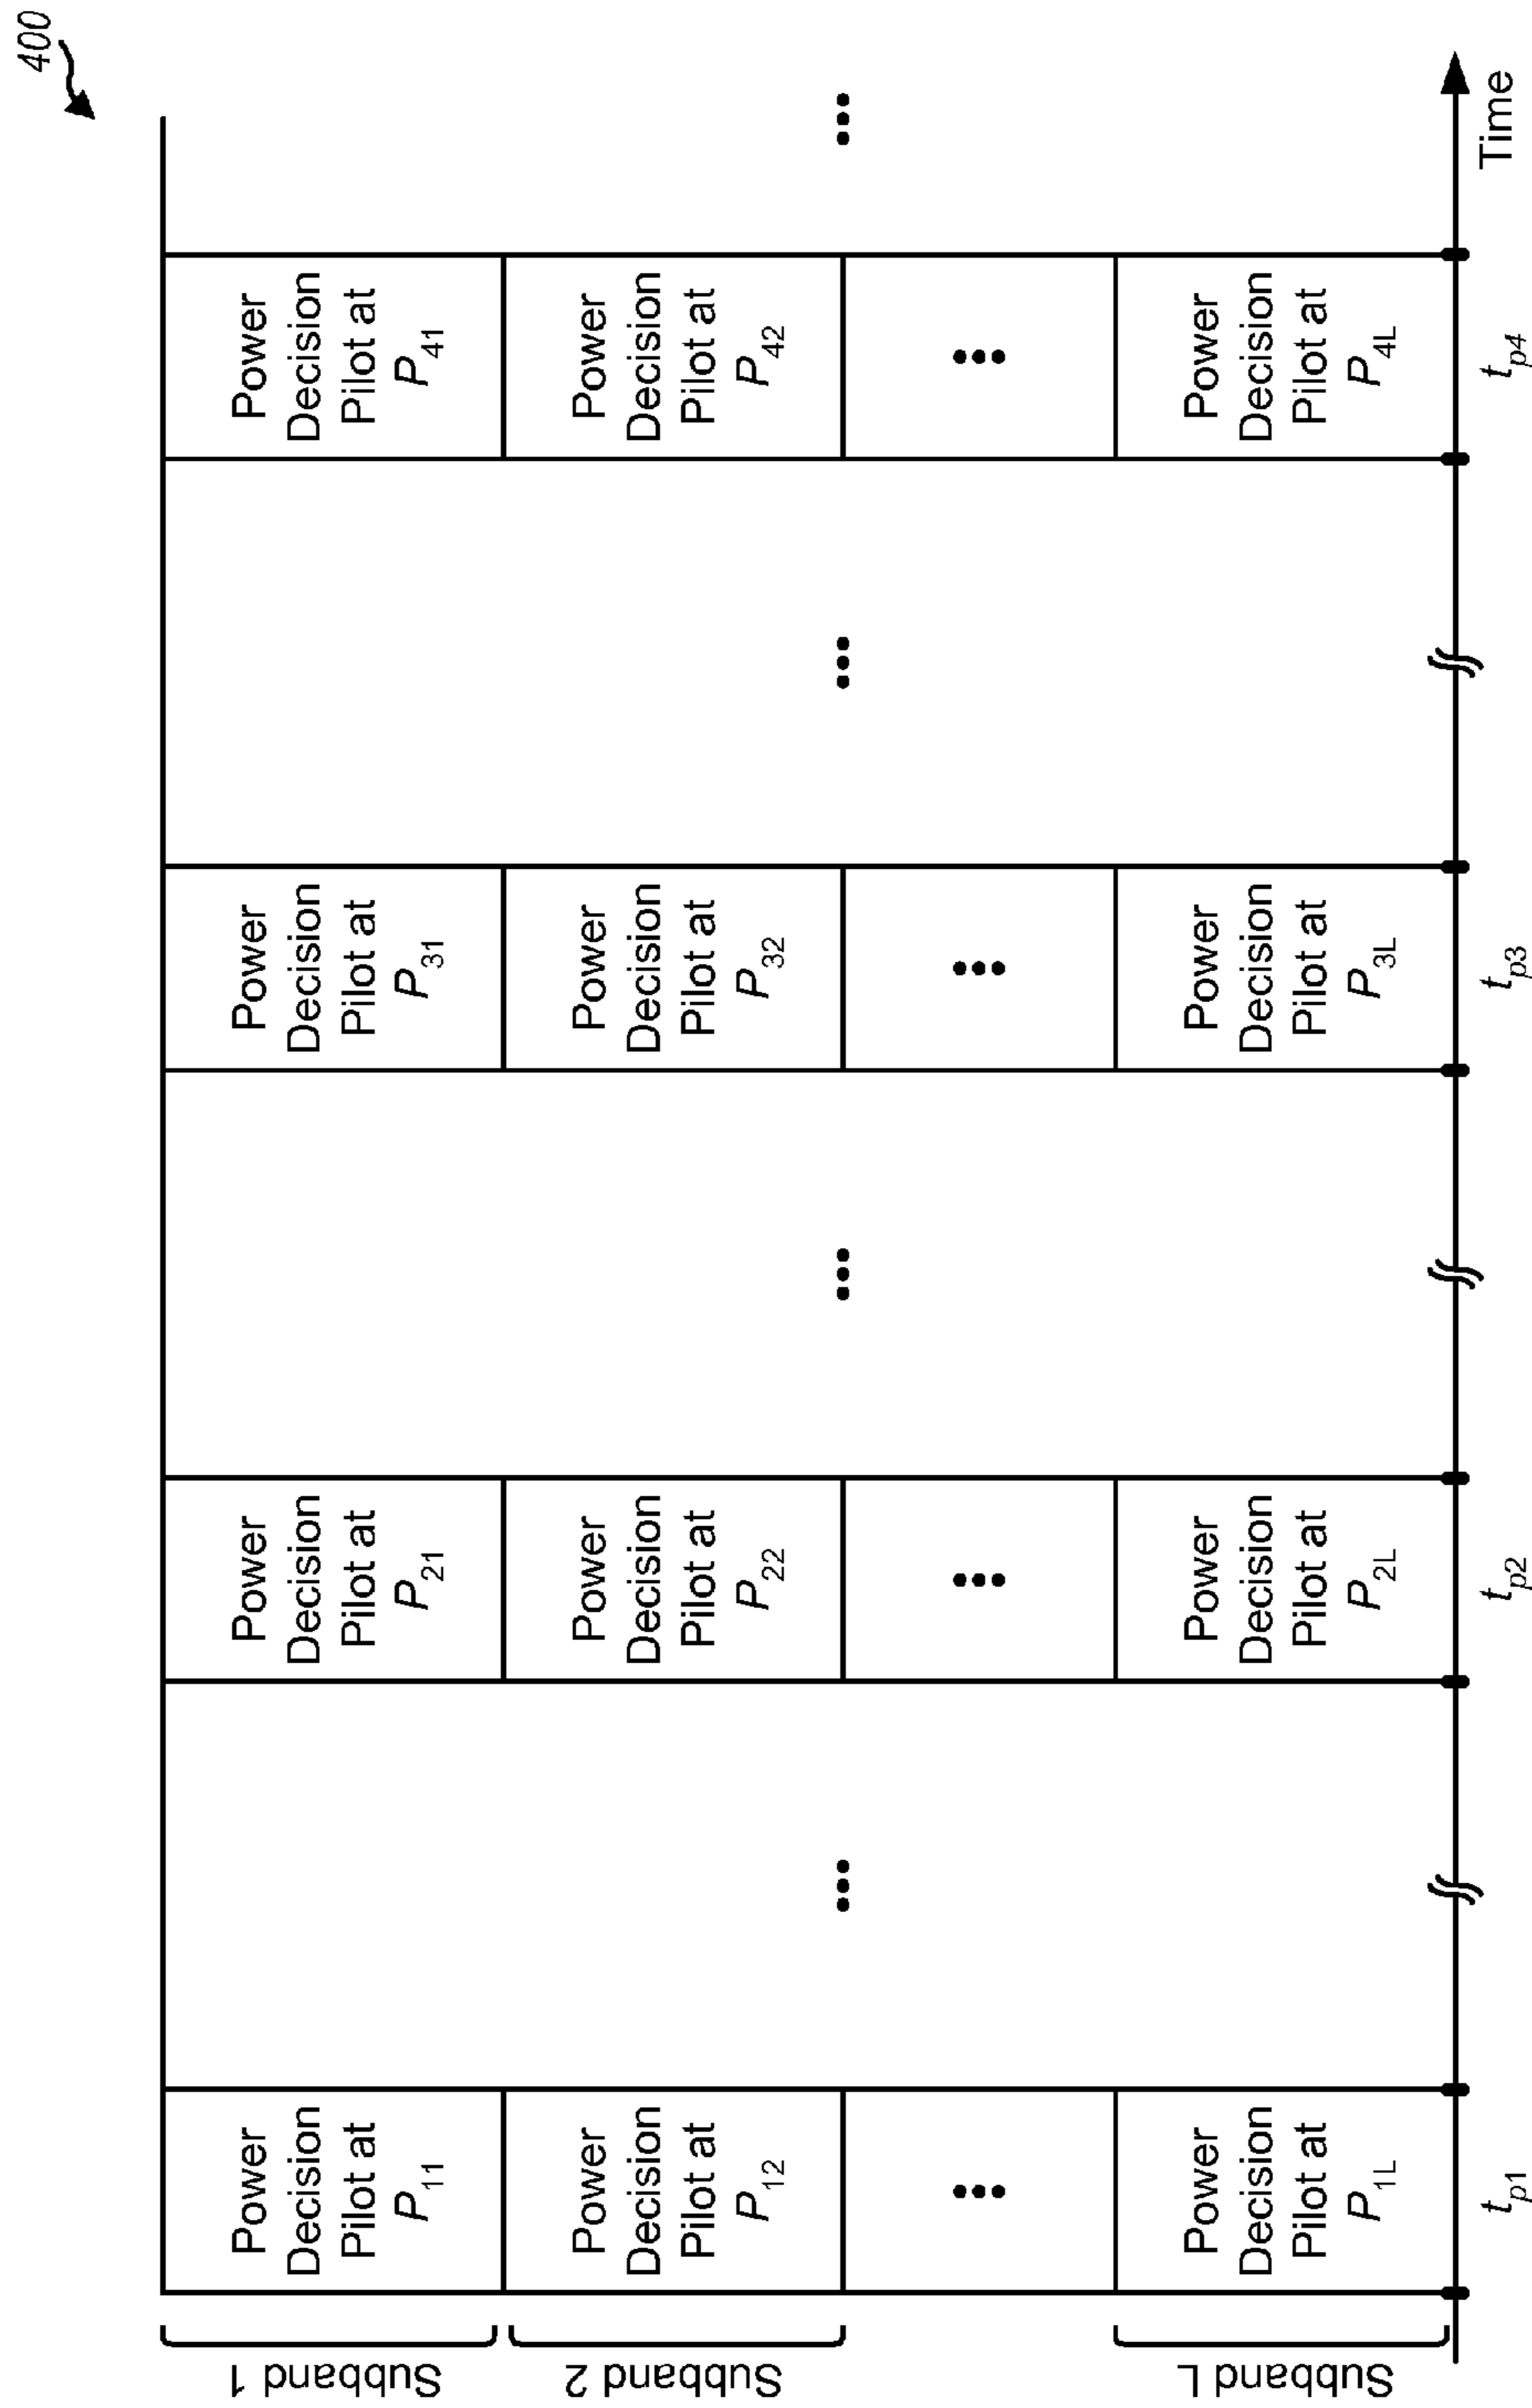 400
Subband 1
Power
Decision
Pilot at
P11
Power
Decision
Pilot at
P21
Power
Decision
Pilot at
P31
Power
Decision
Pilot at
P41
Subband 2
Power
Decision
Pilot at
P12
Power
Decision
Pilot at
P22
Power
Decision
Pilot at
P32
Power
Decision
Pilot at
P42
Subband L
Power
Decision
Pilot at
P1L
Power
Decision
Pilot at
P2L
Power
Decision
Pilot at
P3L
Power
Decision
Pilot at
P4L
tp1
tp2
tp3
tp4
Time